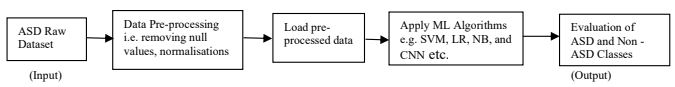 ASD Raw
Dataset
(Input)
Data Pre-processing
i.e. removing null
values, normalisations
Load pre-
processed data
Apply ML Algorithms
e.g. SVM, LR, NB, and
CNN etc.
Evaluation of
ASD and Non -
ASD Classes
(Output)